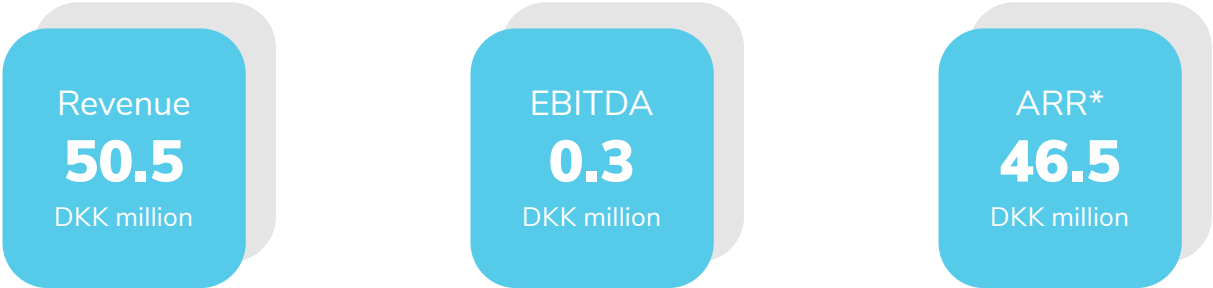 Revenue
50.5
DKK million
EBITDA
0.3
DKK million
ARR*
46.5
DKK million